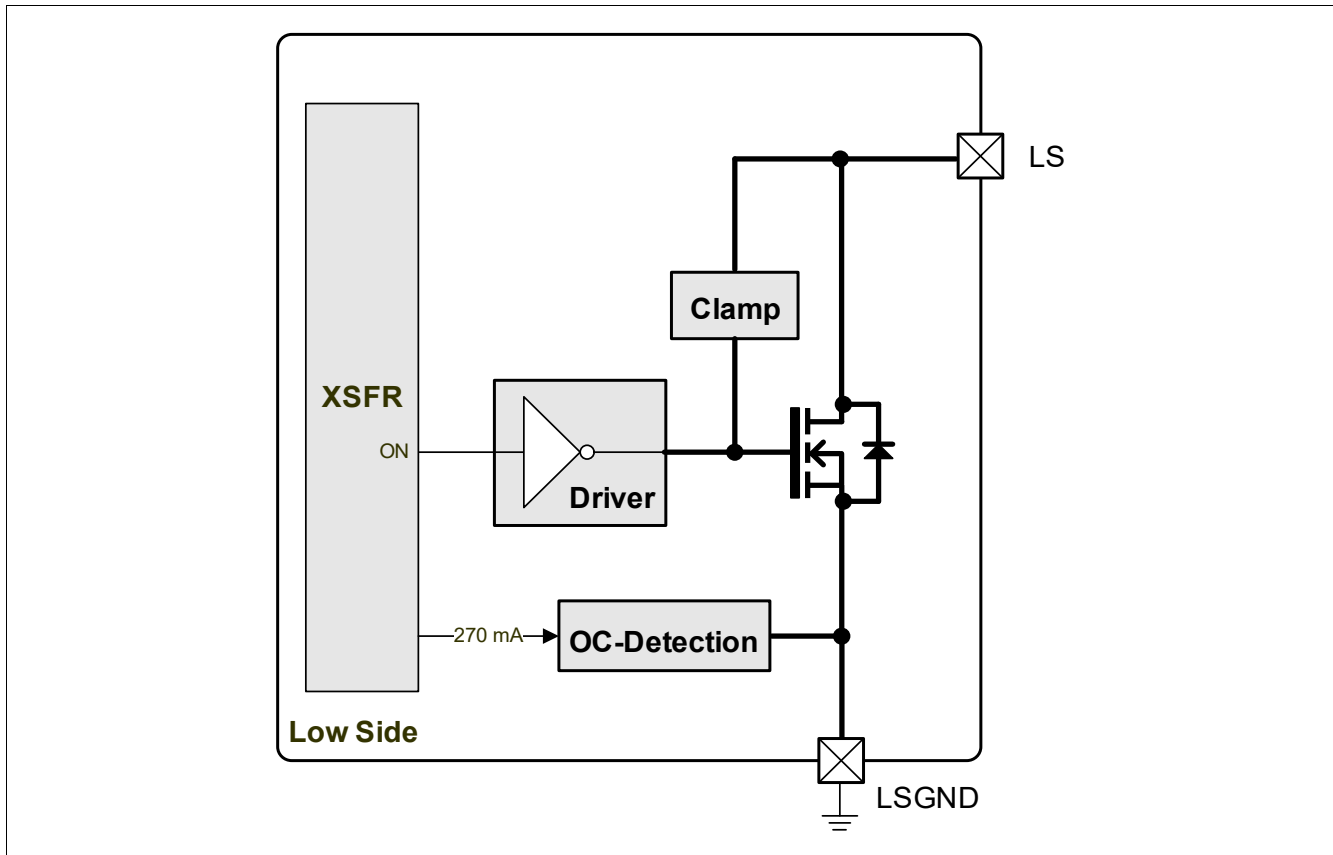 LS
Clamp
XSFR
ON
Driver
270 mA
OC-Detection
Low Side
LSGND